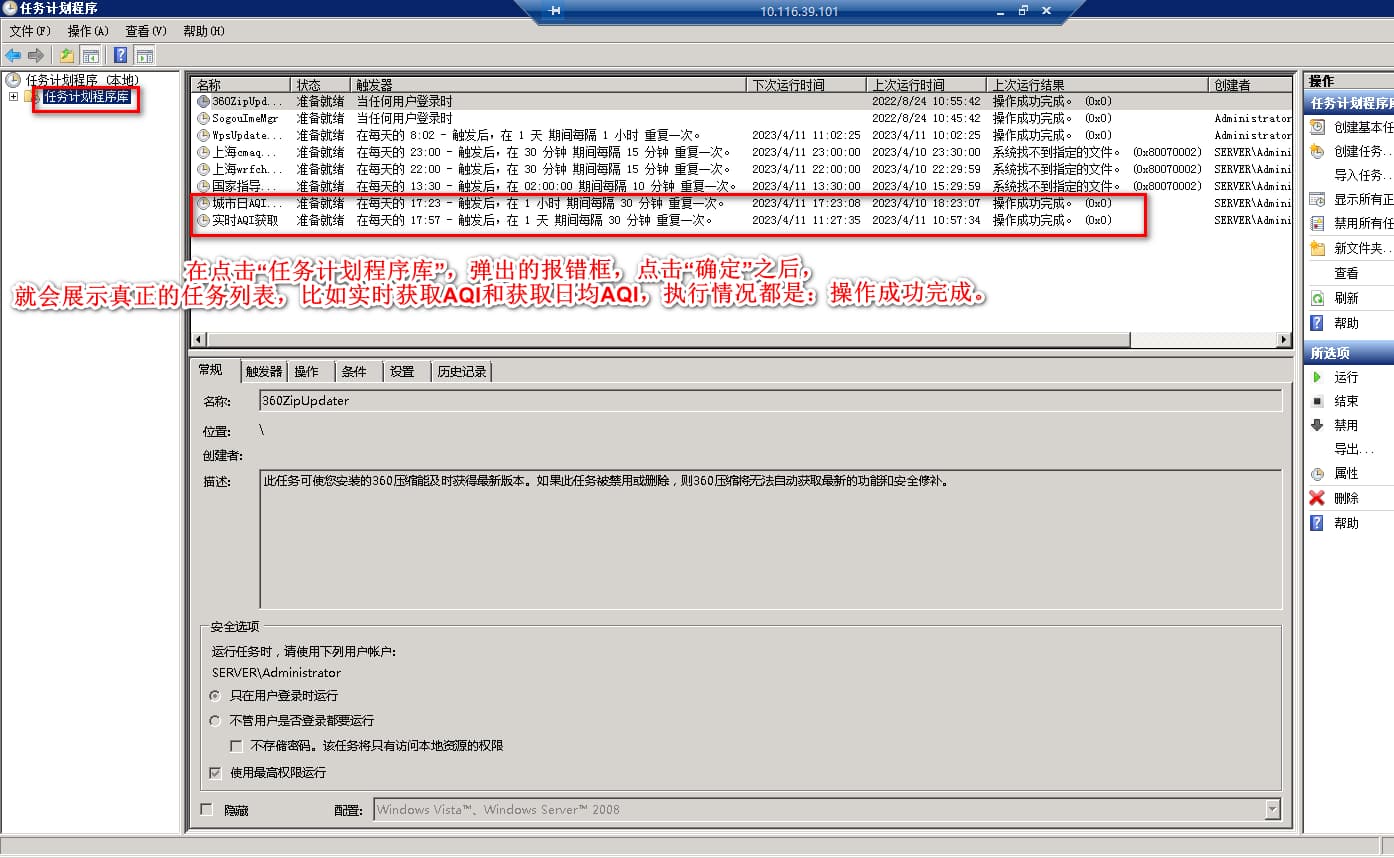 任务计划程序
10.116.39.101
文件(F) 操作(A) 查看(V) 帮助(H)
任务计划程序 (本地)
任务计划程序库
名称 状态 触发器 下次运行时间 上次运行时间 上次运行结果 创建者
360ZipUpd... 准备就绪 当任何用户登录时 2022/8/24 10:55:42 操作成功完成。 (0x0)
SogouImeMgr 准备就绪 当任何用户登录时 2022/8/24 10:45:42 操作成功完成。 (0x0) Administrator
WpsUpdate... 准备就绪 在每天的 8:02 - 触发后，在 1 天 期间每隔 1 小时 重复一次。 2023/4/11 11:02:25 2023/4/11 10:02:25 操作成功完成。 (0x0) Administrator
上海cmaq... 准备就绪 在每天的 23:00 - 触发后，在 30 分钟 期间每隔 15 分钟 重复一次。 2023/4/11 23:00:00 2023/4/10 23:30:00 系统找不到指定的文件。 (0x80070002) SERVER\Admini
上海wrfch... 准备就绪 在每天的 22:00 - 触发后，在 30 分钟 期间每隔 15 分钟 重复一次。 2023/4/11 22:00:00 2023/4/10 22:29:59 系统找不到指定的文件。 (0x80070002) SERVER\Admini
国家指导... 准备就绪 在每天的 13:30 - 触发后，在 02:00:00 期间每隔 10 分钟 重复一次。 2023/4/11 13:30:00 2023/4/10 15:29:59 系统找不到指定的文件。 (0x80070002) SERVER\Admini
城市日AQI... 准备就绪 在每天的 17:23 - 触发后，在 1 小时 期间每隔 30 分钟 重复一次。 2023/4/11 17:23:08 2023/4/10 18:23:07 操作成功完成。 (0x0) SERVER\Admini
实时AQI获取 准备就绪 在每天的 17:57 - 触发后，在 1 天 期间每隔 30 分钟 重复一次。 2023/4/11 11:27:35 2023/4/11 10:57:34 操作成功完成。 (0x0) SERVER\Admini
在点击“任务计划程序库”，弹出的报错框，点击“确定”之后，
就会展示真正的任务列表，比如实时获取AQI和获取日均AQI，执行情况都是：操作成功完成。
常规 触发器 操作 条件 设置 历史记录
名称: 360ZipUpdater
位置: \
创建者:
描述: 此任务可使您安装的360压缩能及时获得最新版本。如果此任务被禁用或删除，则360压缩将无法自动获取最新的功能和安全修补。
安全选项
运行任务时，请使用下列用户帐户:
SERVER\Administrator
只在用户登录时运行
不管用户是否登录都要运行
不存储密码。该任务将只有访问本地资源的权限
使用最高权限运行
隐藏 配置: Windows Vista™、Windows Server™ 2008
操作
任务计划程序库
创建基本任
创建任务...
导入任务...
显示所有正
禁用所有任
新文件夹...
查看
刷新
帮助
所选项
运行
结束
禁用
导出...
属性
删除
帮助